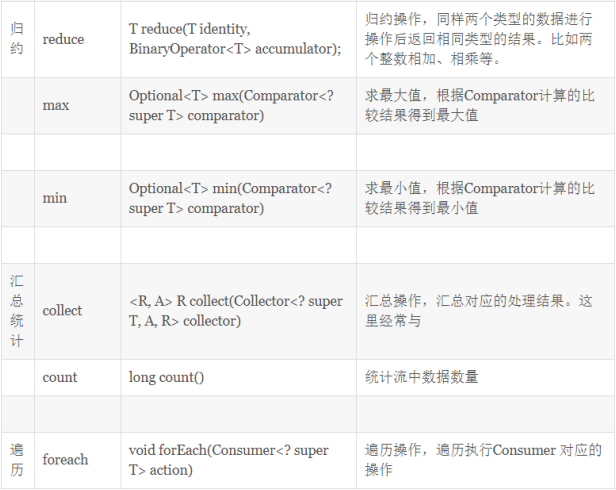 归
约
reduce
T reduce(T identity,
BinaryOperator<T> accumulator);
归约操作，同样两个类型的数据进行
操作后返回相同类型的结果。比如两
个整数相加、相乘等。
max
Optional<T> max(Comparator<?
super T> comparator)
求最大值，根据Comparator计算的比
较结果得到最大值
min
Optional<T> min(Comparator<?
super T> comparator)
求最小值，根据Comparator计算的比
较结果得到最小值
汇
总
统
计
collect
<R, A> R collect(Collector<? super
T, A, R> collector)
汇总操作，汇总对应的处理结果。这
里经常与
count
long count()
统计流中数据数量
遍
历
foreach
void forEach(Consumer<? super
T> action)
遍历操作，遍历执行Consumer 对应的
操作